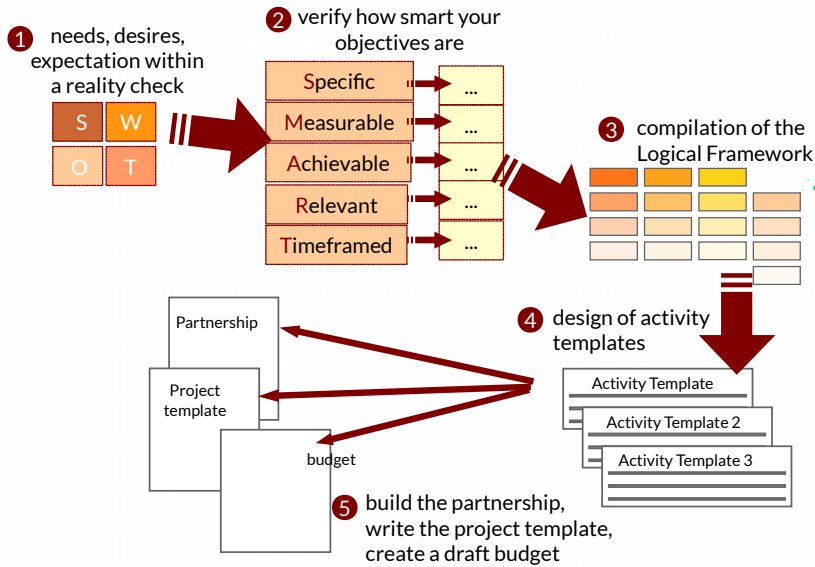 1 needs, desires,
expectation within
a reality check
S W
O T
2 verify how smart your
objectives are
Specific ...
Measurable ...
Achievable ...
Relevant ...
Timeframed ...
3 compilation of the
Logical Framework
4 design of activity
templates
Activity Template
Activity Template 2
Activity Template 3
Partnership
Project
template
budget
5 build the partnership,
write the project template,
create a draft budget